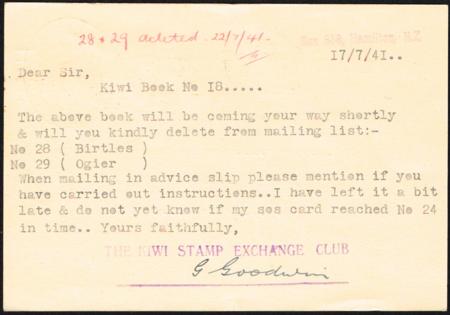 28 & 29 deleted. 22/7/41.
Box 512, Hamilton, N.Z
17/7/41..
Dear Sir,
Kiwi Book No 18.....
The above book will be coming your way shortly
& will you kindly delete from mailing list:-
No 28 ( Birtles )
No 29 ( Ogier )
When mailing in advice slip please mention if you
have carried out instructions..I have left it a bit
late & do not yet know if my sos card reached No 24
in time.. Yours faithfully,
THE KIWI STAMP EXCHANGE CLUB
G Goodwin